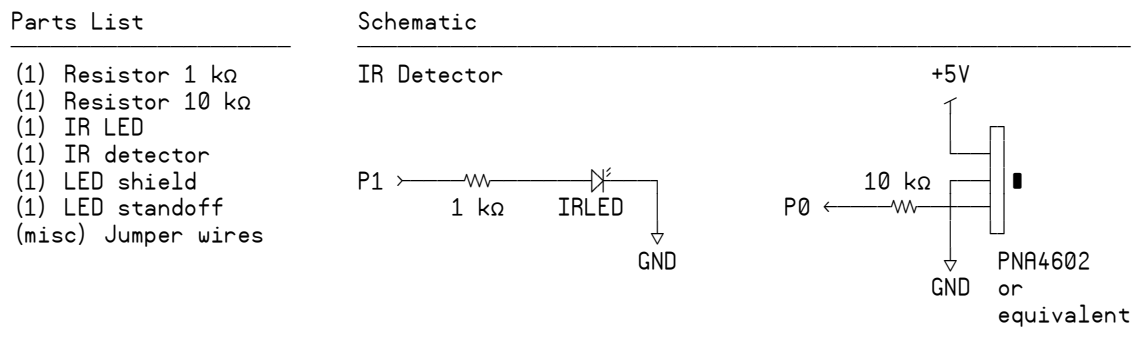 Parts List
(1) Resistor 1 kΩ
(1) Resistor 10 kΩ
(1) IR LED
(1) IR detector
(1) LED shield
(1) LED standoff
(misc) Jumper wires
Schematic
IR Detector
P1
1 kΩ
IRLED
GND
+5V
10 kΩ
P0
GND
PNA4602
or
equivalent